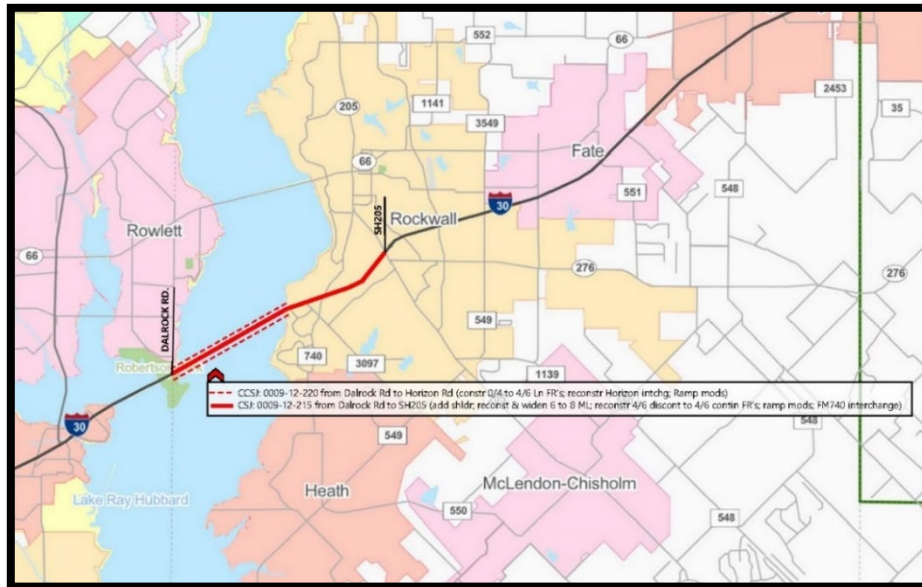 552
66
2453
35
205
1141
3549
Fate
66
551
548
30
SH205
Rockwall
Rowlett
66
276
276
DALROCK RD.
549
740
3097
1139
CCSJ: 0009-12-220 from Dalrock Rd to Horizon Rd (constr 0/4 to 4/6 Ln FR's; reconstr Horizon intchg; Ramp mods)
CSJ: 0009-12-215 from Dalrock Rd to SH205 (add shldr; reconst & widen 6 to 8 ML; reconstr 4/6 discont to 4/6 contin FR's; ramp mods; FM740 interchange)
30
549
548
Lake Ray Hubbard
Heath
McLendon-Chisholm
550
548